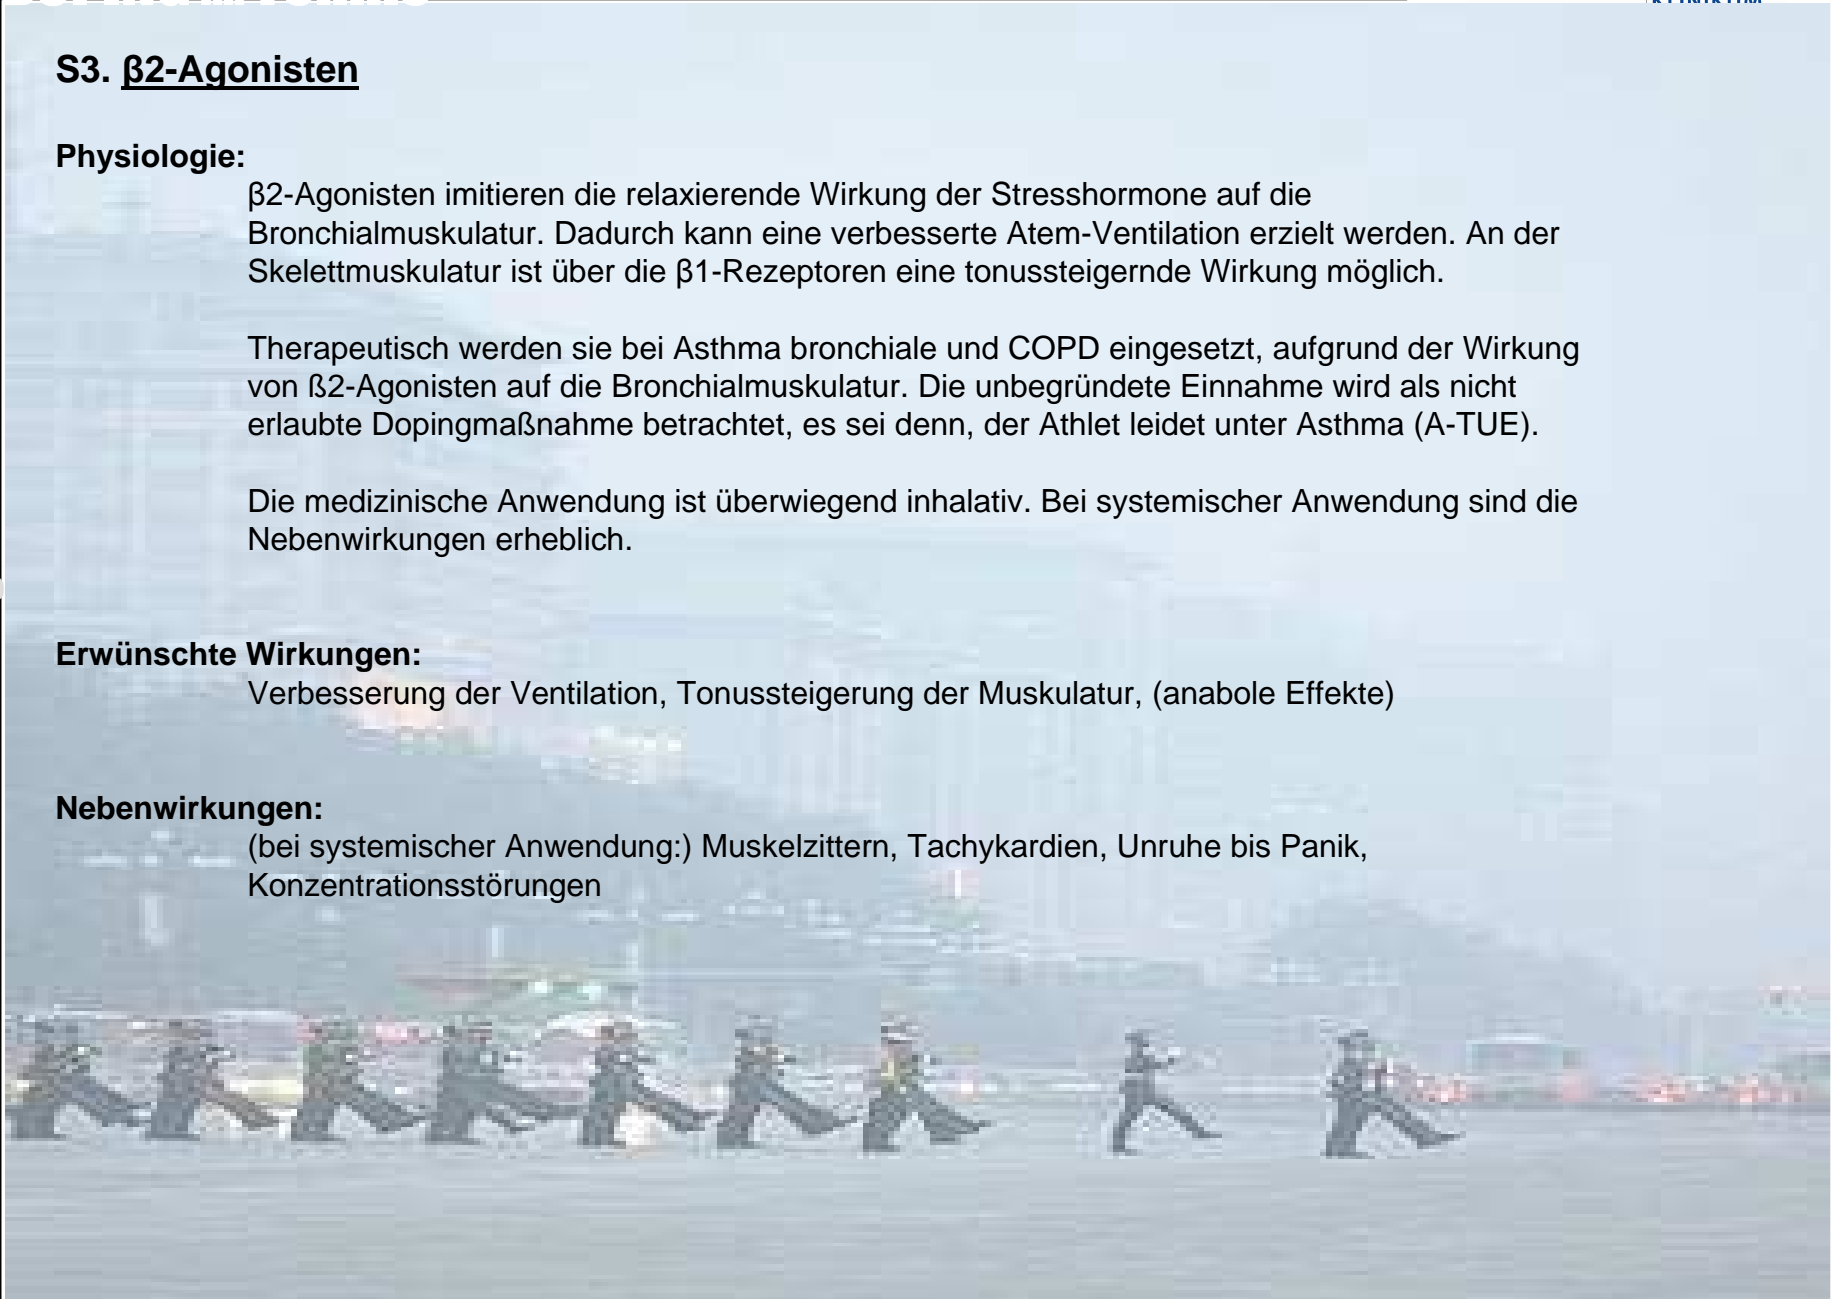 S3. β2-Agonisten
Physiologie:
β2-Agonisten imitieren die relaxierende Wirkung der Stresshormone auf die
Bronchialmuskulatur. Dadurch kann eine verbesserte Atem-Ventilation erzielt werden. An der
Skelettmuskulatur ist über die β1-Rezeptoren eine tonussteigernde Wirkung möglich.
Therapeutisch werden sie bei Asthma bronchiale und COPD eingesetzt, aufgrund der Wirkung
von ß2-Agonisten auf die Bronchialmuskulatur. Die unbegründete Einnahme wird als nicht
erlaubte Dopingmaßnahme betrachtet, es sei denn, der Athlet leidet unter Asthma (A-TUE).
Die medizinische Anwendung ist überwiegend inhalativ. Bei systemischer Anwendung sind die
Nebenwirkungen erheblich.
Erwünschte Wirkungen:
Verbesserung der Ventilation, Tonussteigerung der Muskulatur, (anabole Effekte)
Nebenwirkungen:
(bei systemischer Anwendung:) Muskelzittern, Tachykardien, Unruhe bis Panik,
Konzentrationsstörungen